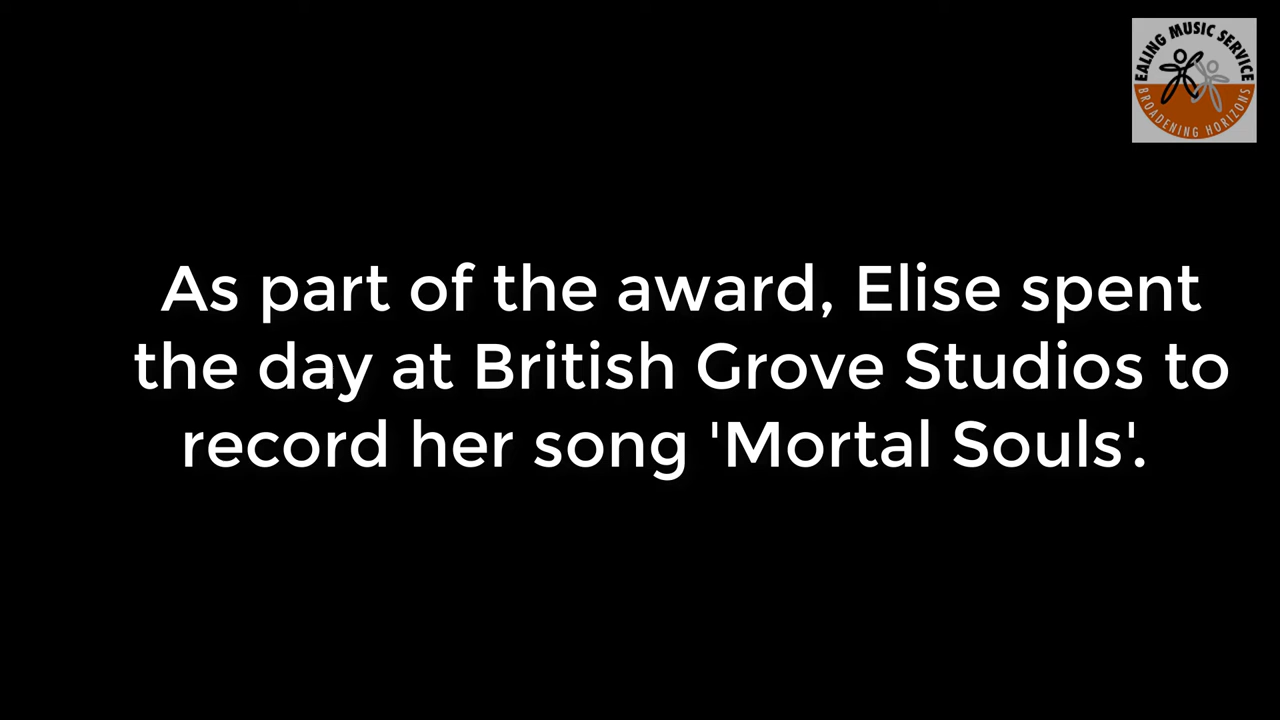 EALING MUSIC SERVICE
BROADENING HORIZONS
As part of the award, Elise spent
the day at British Grove Studios to
record her song 'Mortal Souls'.